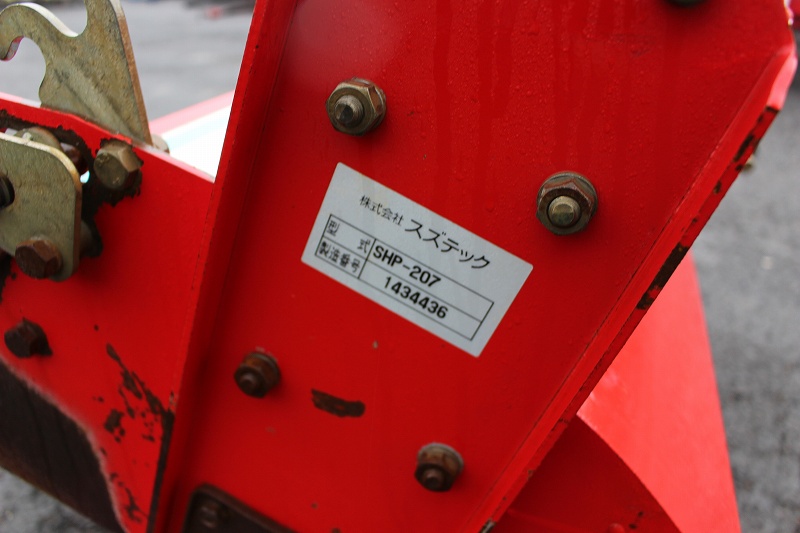 株式会社 スズテック
型式 SHP-207
製造番号 1434436